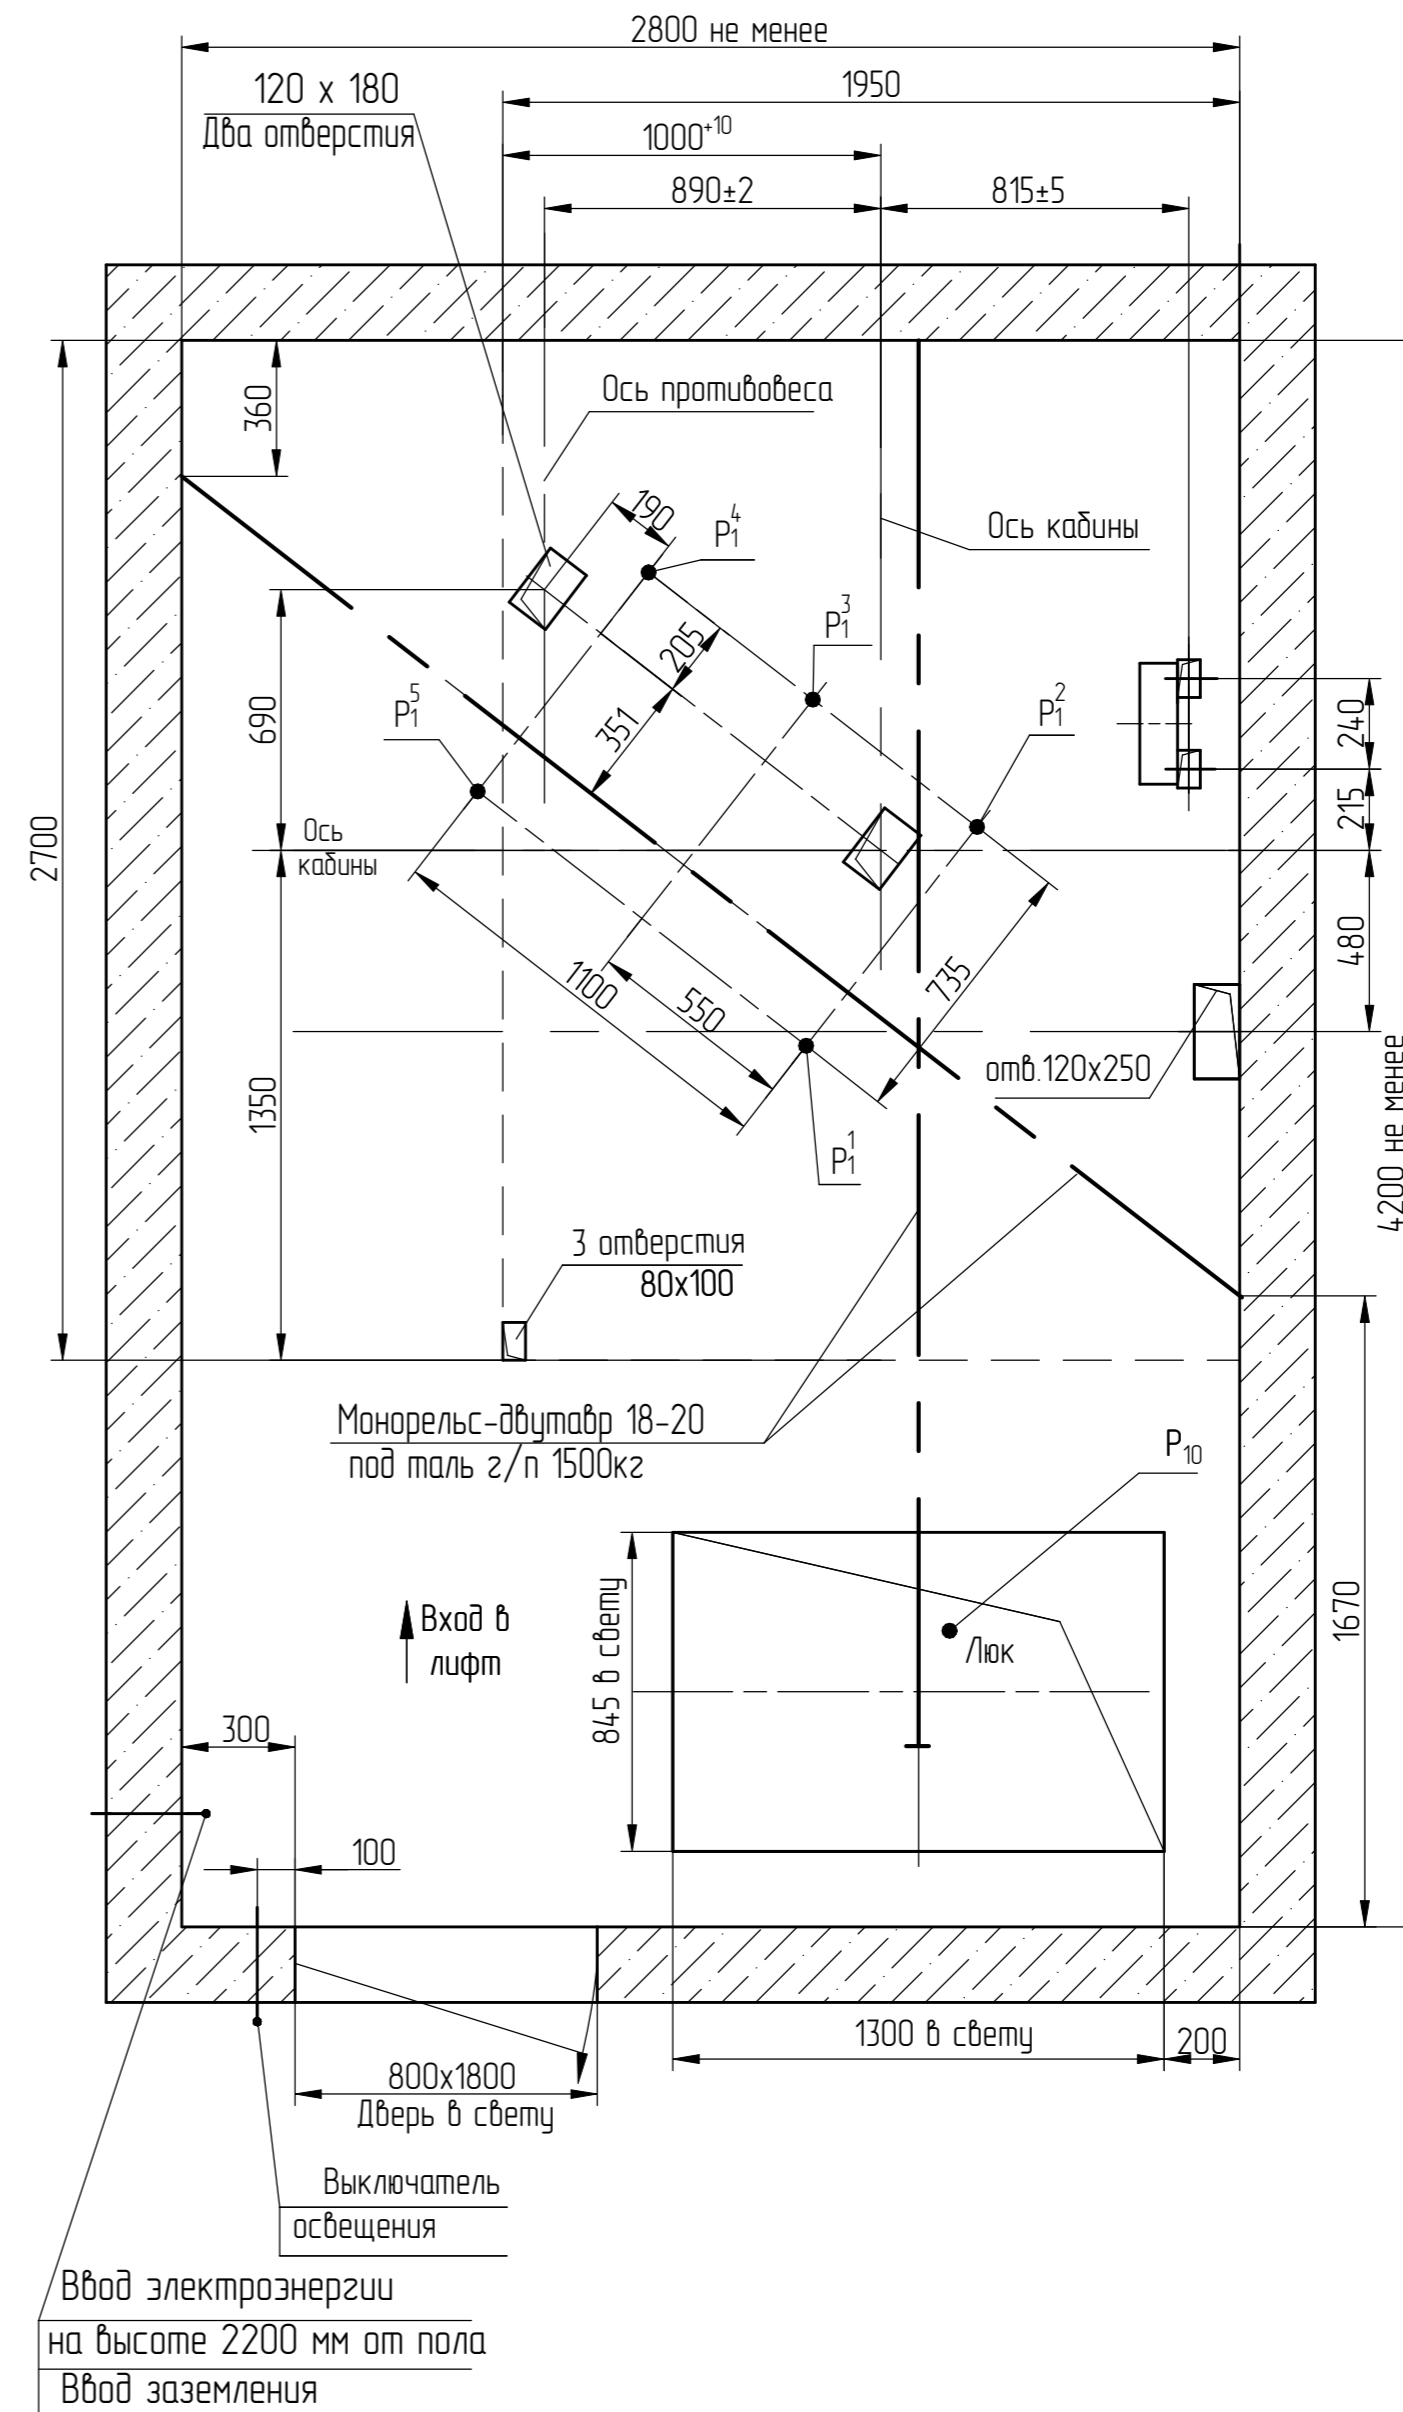 2800 не менее
1950
120 x 180
Два отверстия
1000⁺¹⁰
890±2
815±5
360
Ось противовеса
190
P₁⁴
Ось кабины
P₁³
205
690
P₁⁵
351
P₁²
240
215
2700
Ось
кабины
480
735
1100
550
отв.120x250
1350
4200 не менее
P₁¹
3 отверстия
80x100
Монорельс-двутавр 18-20
под таль г/п 1500кг
P₁₀
845 в свету
Вход в
лифт
Люк
1670
300
100
1300 в свету
200
800x1800
Дверь в свету
Выключатель
освещения
Ввод электроэнергии
на высоте 2200 мм от пола
Ввод заземления